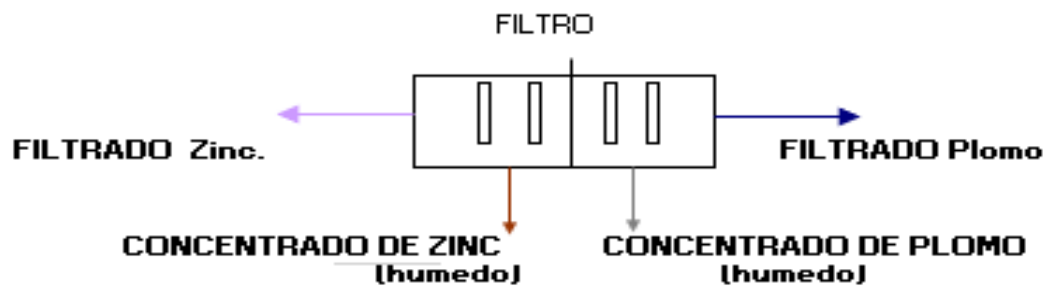 FILTRO
FILTRADO Zinc.
FILTRADO Plomo
CONCENTRADO DE ZINC
(humedo)
CONCENTRADO DE PLOMO
(humedo)